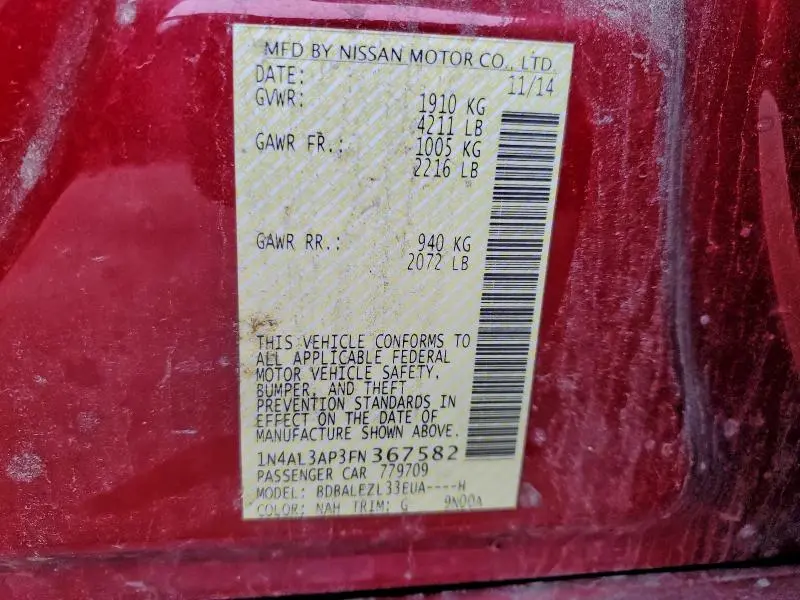 MFD BY NISSAN MOTOR CO., LTD.
DATE: 11/14
GVWR: 1910 KG
4211 LB
GAWR FR.: 1005 KG
2216 LB
GAWR RR.: 940 KG
2072 LB
THIS VEHICLE CONFORMS TO
ALL APPLICABLE FEDERAL
MOTOR VEHICLE SAFETY,
BUMPER, AND THEFT
PREVENTION STANDARDS IN
EFFECT ON THE DATE OF
MANUFACTURE SHOWN ABOVE.
1N4AL3AP3FN367582
PASSENGER CAR 779709
MODEL: BDBALEZL33EUA----H
COLOR: NAH TRIM: G 9N00A